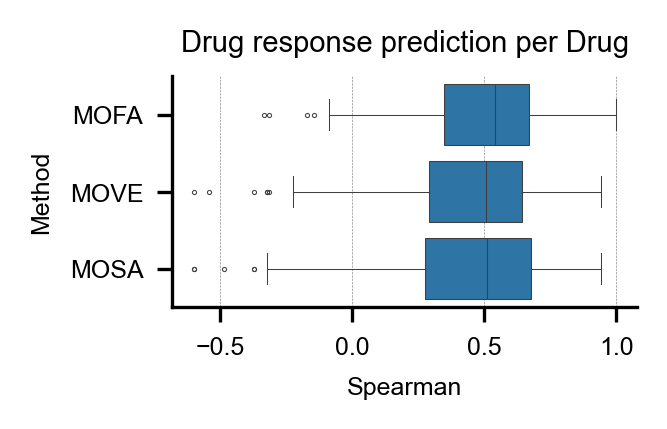 Drug response prediction per Drug
MOFA
MOVE
MOSA
Method
−0.5
0.0
0.5
1.0
Spearman